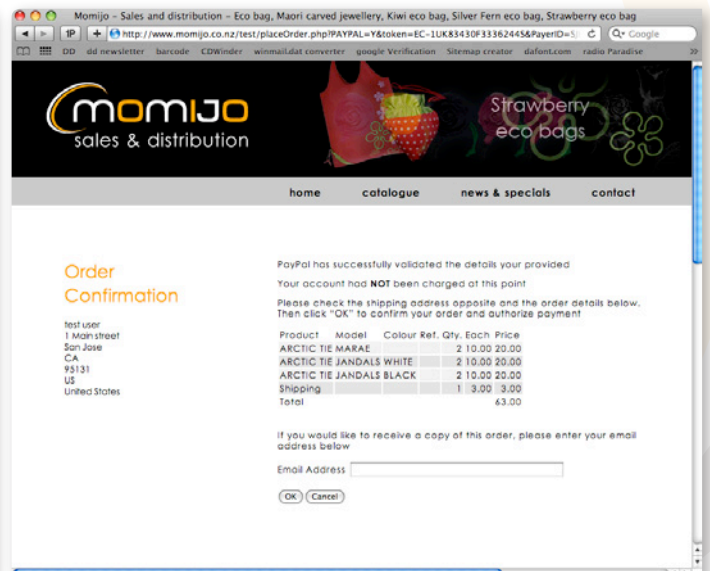 Momijo - Sales and distribution - Eco bag, Maori carved jewellery, Kiwi eco bag, Silver Fern eco bag, Strawberry eco bag
1P + http://www.momijo.co.nz/test/placeOrder.php?PAYPAL=Y&token=EC-1UK83430F33362445&PayerID=5J Q- Google
DD dd newsletter barcode CDWinder winmail.dat converter google Verification Sitemap creator dafont.com radio Paradise >>
momijo
sales & distribution
Strawberry
eco bags
home catalogue news & specials contact
Order
Confirmation
test user
1 Main street
San Jose
CA
95131
US
United States
PayPal has successfully validated the details your provided
Your account had NOT been charged at this point
Please check the shipping address opposite and the order details below.
Then click "OK" to confirm your order and authorize payment
Product Model Colour Ref. Qty. Each Price
ARCTIC TIE MARAE 2 10.00 20.00
ARCTIC TIE JANDALS WHITE 2 10.00 20.00
ARCTIC TIE JANDALS BLACK 2 10.00 20.00
Shipping 1 3.00 3.00
Total 63.00
If you would like to receive a copy of this order, please enter your email
address below
Email Address
OK Cancel